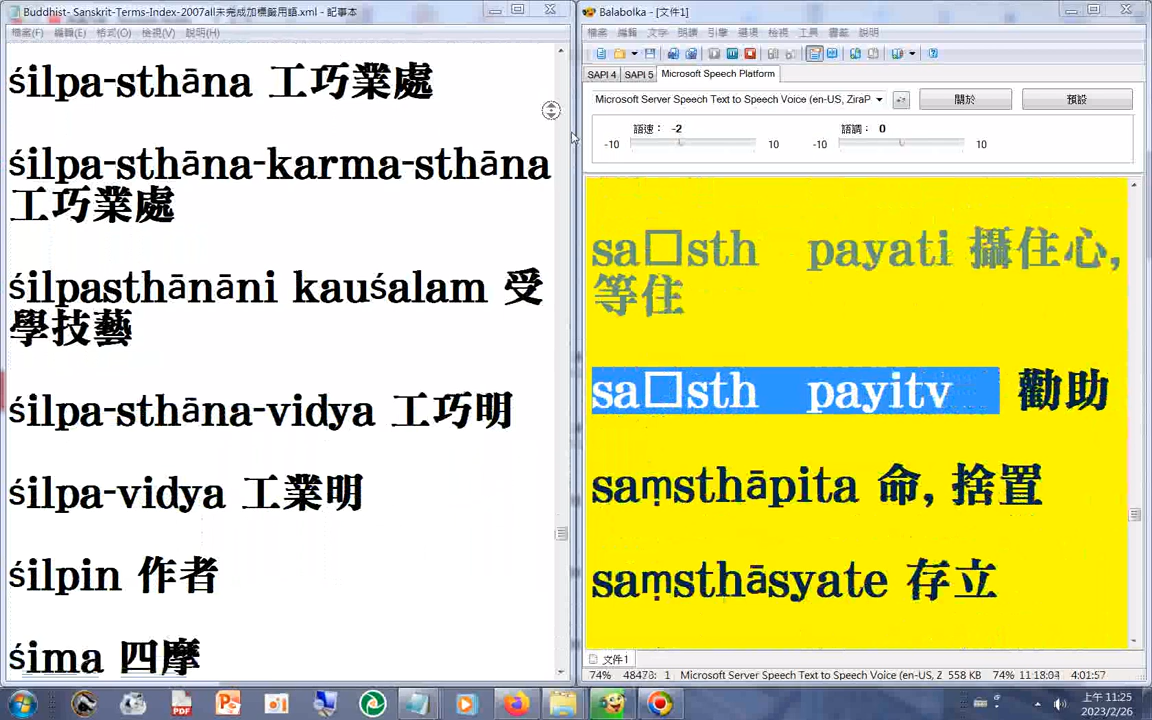 Buddhist- Sanskrit-Terms-Index-2007all未完成加標籤用語.xml - 記事本
檔案(F) 編輯(E) 格式(O) 檢視(V) 說明(H)
śilpa-sthāna 工巧業處
śilpa-sthāna-karma-sthāna
工巧業處
śilpasthānāni kauśalam 受
學技藝
śilpa-sthāna-vidya 工巧明
śilpa-vidya 工業明
śilpin 作者
śima 四摩
Balabolka - [文件1]
檔案 編輯 文字 朗讀 引擎 選項 檢視 工具 書籤 說明
SAPI 4 SAPI 5 Microsoft Speech Platform
Microsoft Server Speech Text to Speech Voice (en-US, ZiraP 關於 預設
語速： -2 語調： 0
-10 10 -10 10
sa□sth payati 攝住心,
等住
sa□sth payitv 勸助
saṃsthāpita 命, 捨置
saṃsthāsyate 存立
文件1
74% 48478: 1 Microsoft Server Speech Text to Speech Voice (en-US, Z 558 KB 74% 11:18:04 4:01:57
上午 11:25
2023/2/26